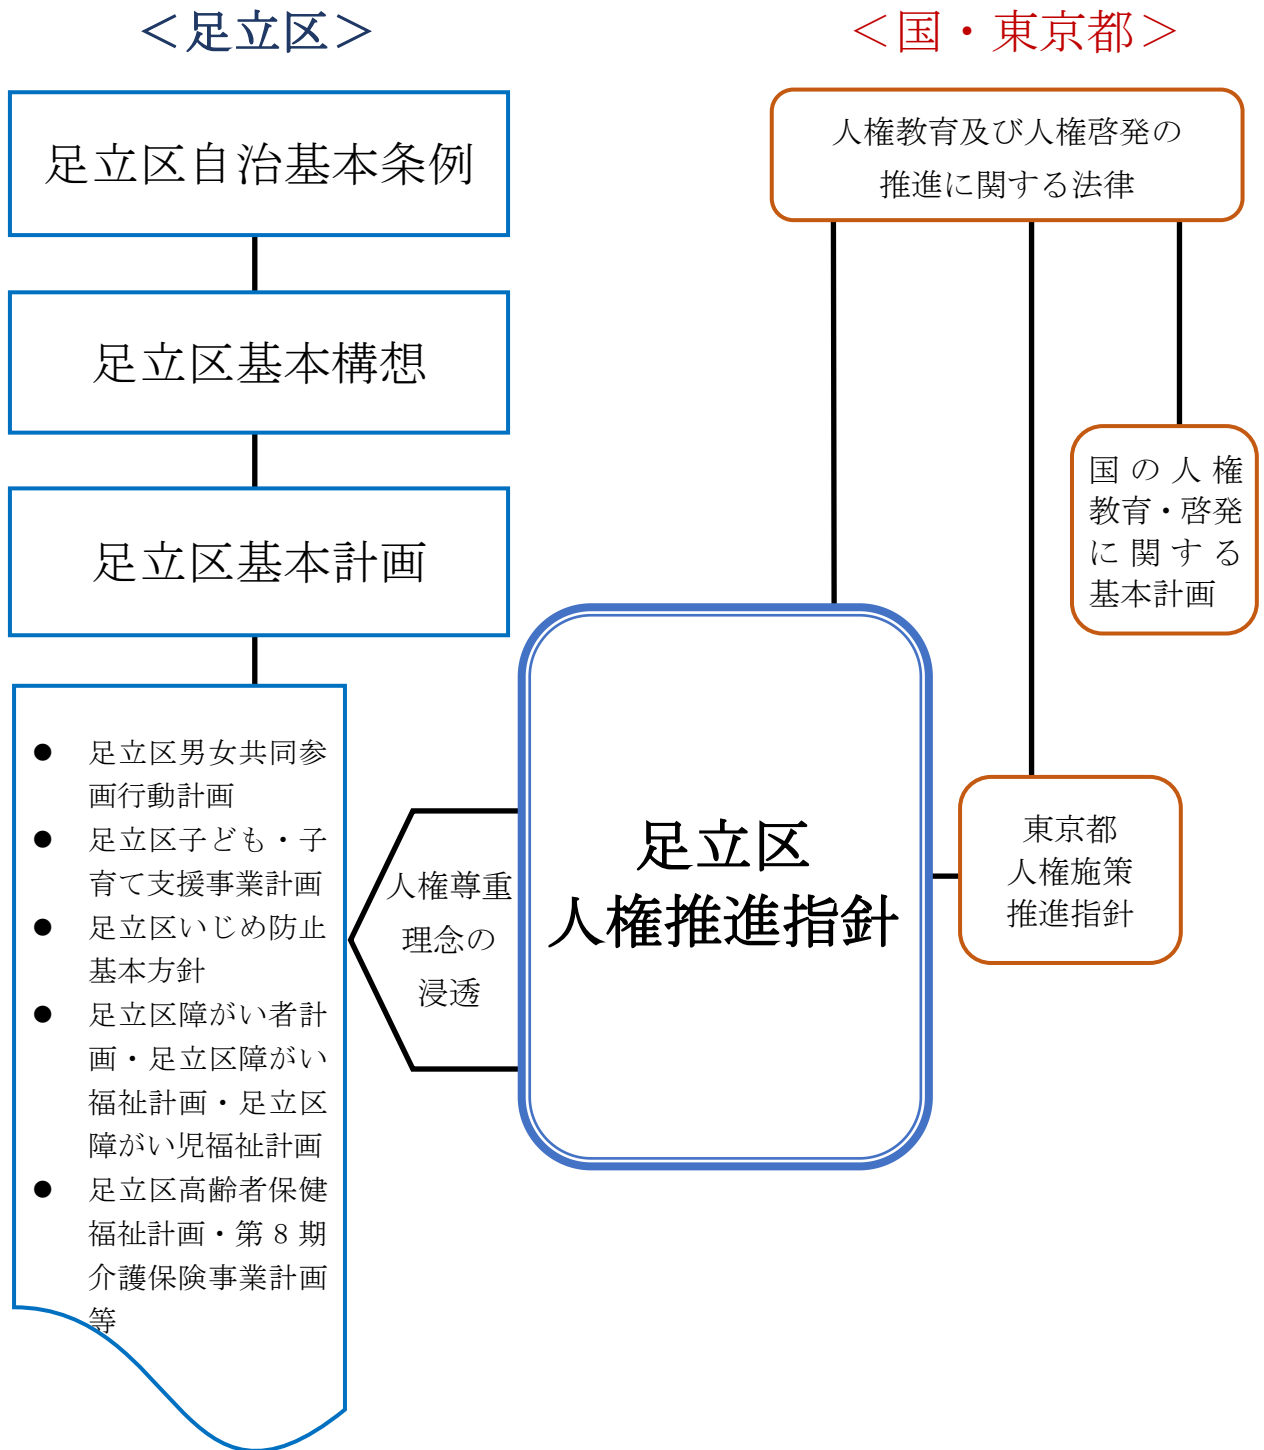 ＜足立区＞
＜国・東京都＞
足立区自治基本条例
足立区基本構想
足立区基本計画
● 足立区男女共同参
画行動計画
● 足立区子ども・子
育て支援事業計画
● 足立区いじめ防止
基本方針
● 足立区障がい者計
画・足立区障がい
福祉計画・足立区
障がい児福祉計画
● 足立区高齢者保健
福祉計画・第 8 期
介護保険事業計画
等
人権尊重
理念の
浸透
足立区
人権推進指針
人権教育及び人権啓発の
推進に関する法律
国の人権
教育・啓発
に関する
基本計画
東京都
人権施策
推進指針